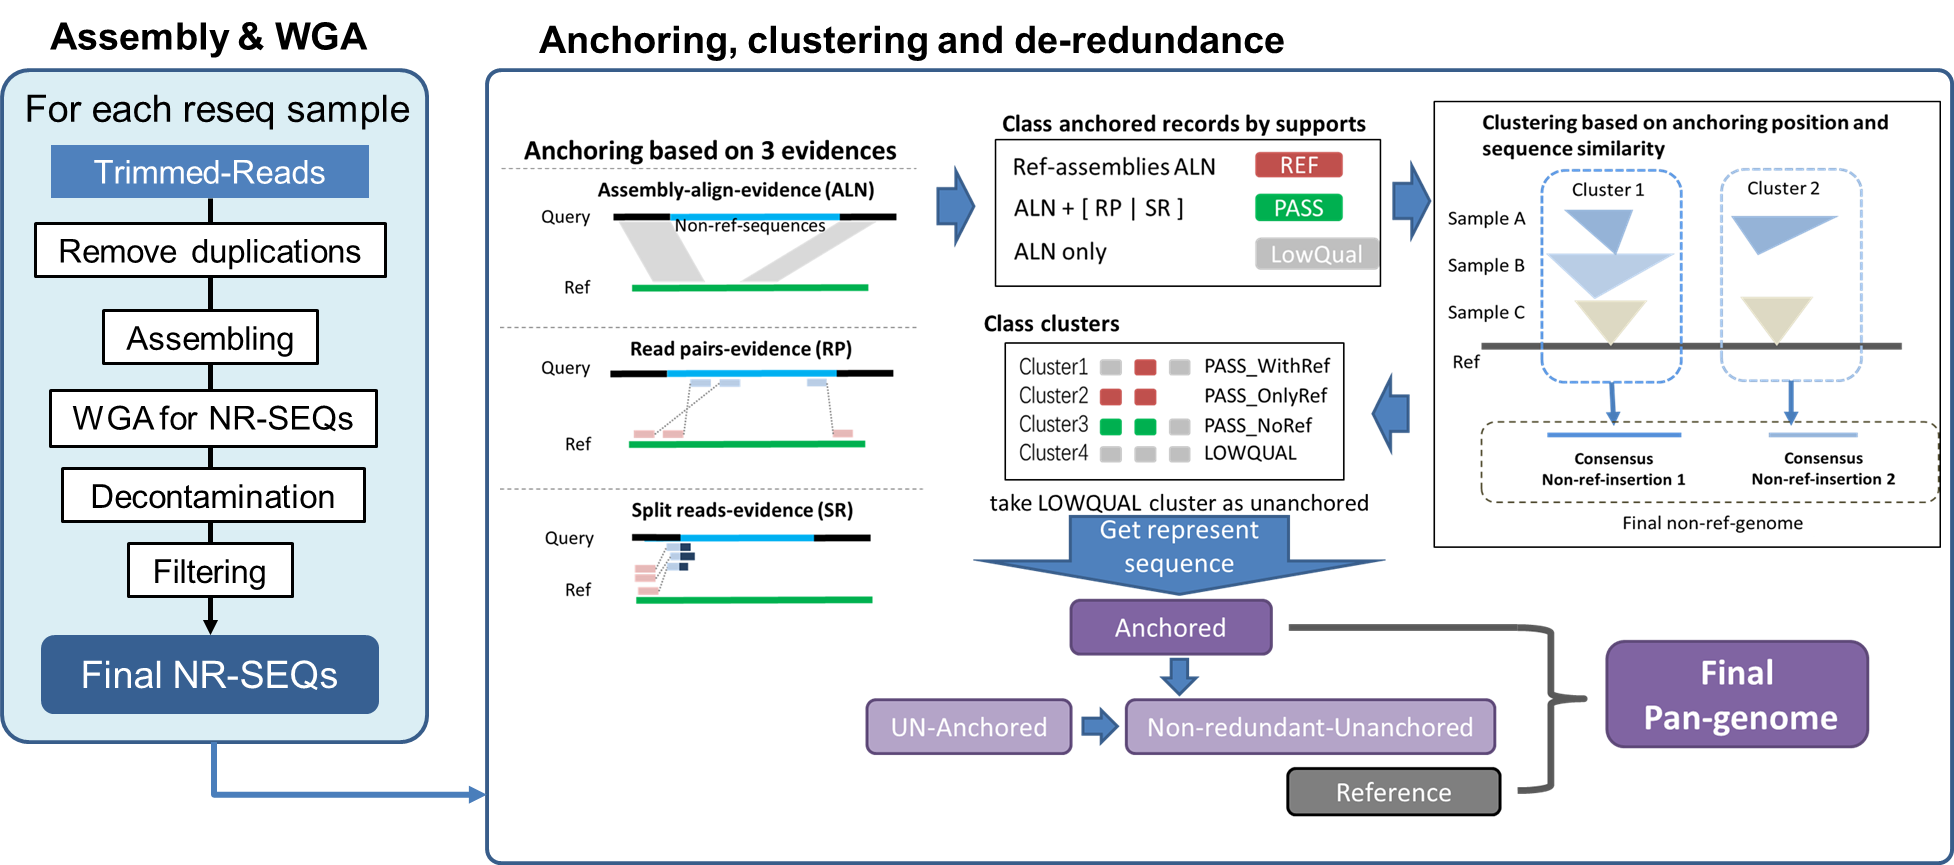 Assembly & WGA
For each reseq sample
Trimmed-Reads
Remove duplications
Assembling
WGA for NR-SEQs
Decontamination
Filtering
Final NR-SEQs
Anchoring, clustering and de-redundance
Anchoring based on 3 evidences
Assembly-align-evidence (ALN)
Query
Non-ref-sequences
Ref
Read pairs-evidence (RP)
Query
Ref
Split reads-evidence (SR)
Query
Ref
Class anchored records by supports
Ref-assemblies ALN REF
ALN + [ RP | SR ] PASS
ALN only LowQual
Clustering based on anchoring position and
sequence similarity
Cluster 1 Cluster 2
Sample A
Sample B
Sample C
Ref
Consensus
Non-ref-insertion 1
Consensus
Non-ref-insertion 2
Final non-ref-genome
Class clusters
Cluster1 PASS_WithRef
Cluster2 PASS_OnlyRef
Cluster3 PASS_NoRef
Cluster4 LOWQUAL
take LOWQUAL cluster as unanchored
Get represent
sequence
Anchored
UN-Anchored
Non-redundant-Unanchored
Reference
Final
Pan-genome